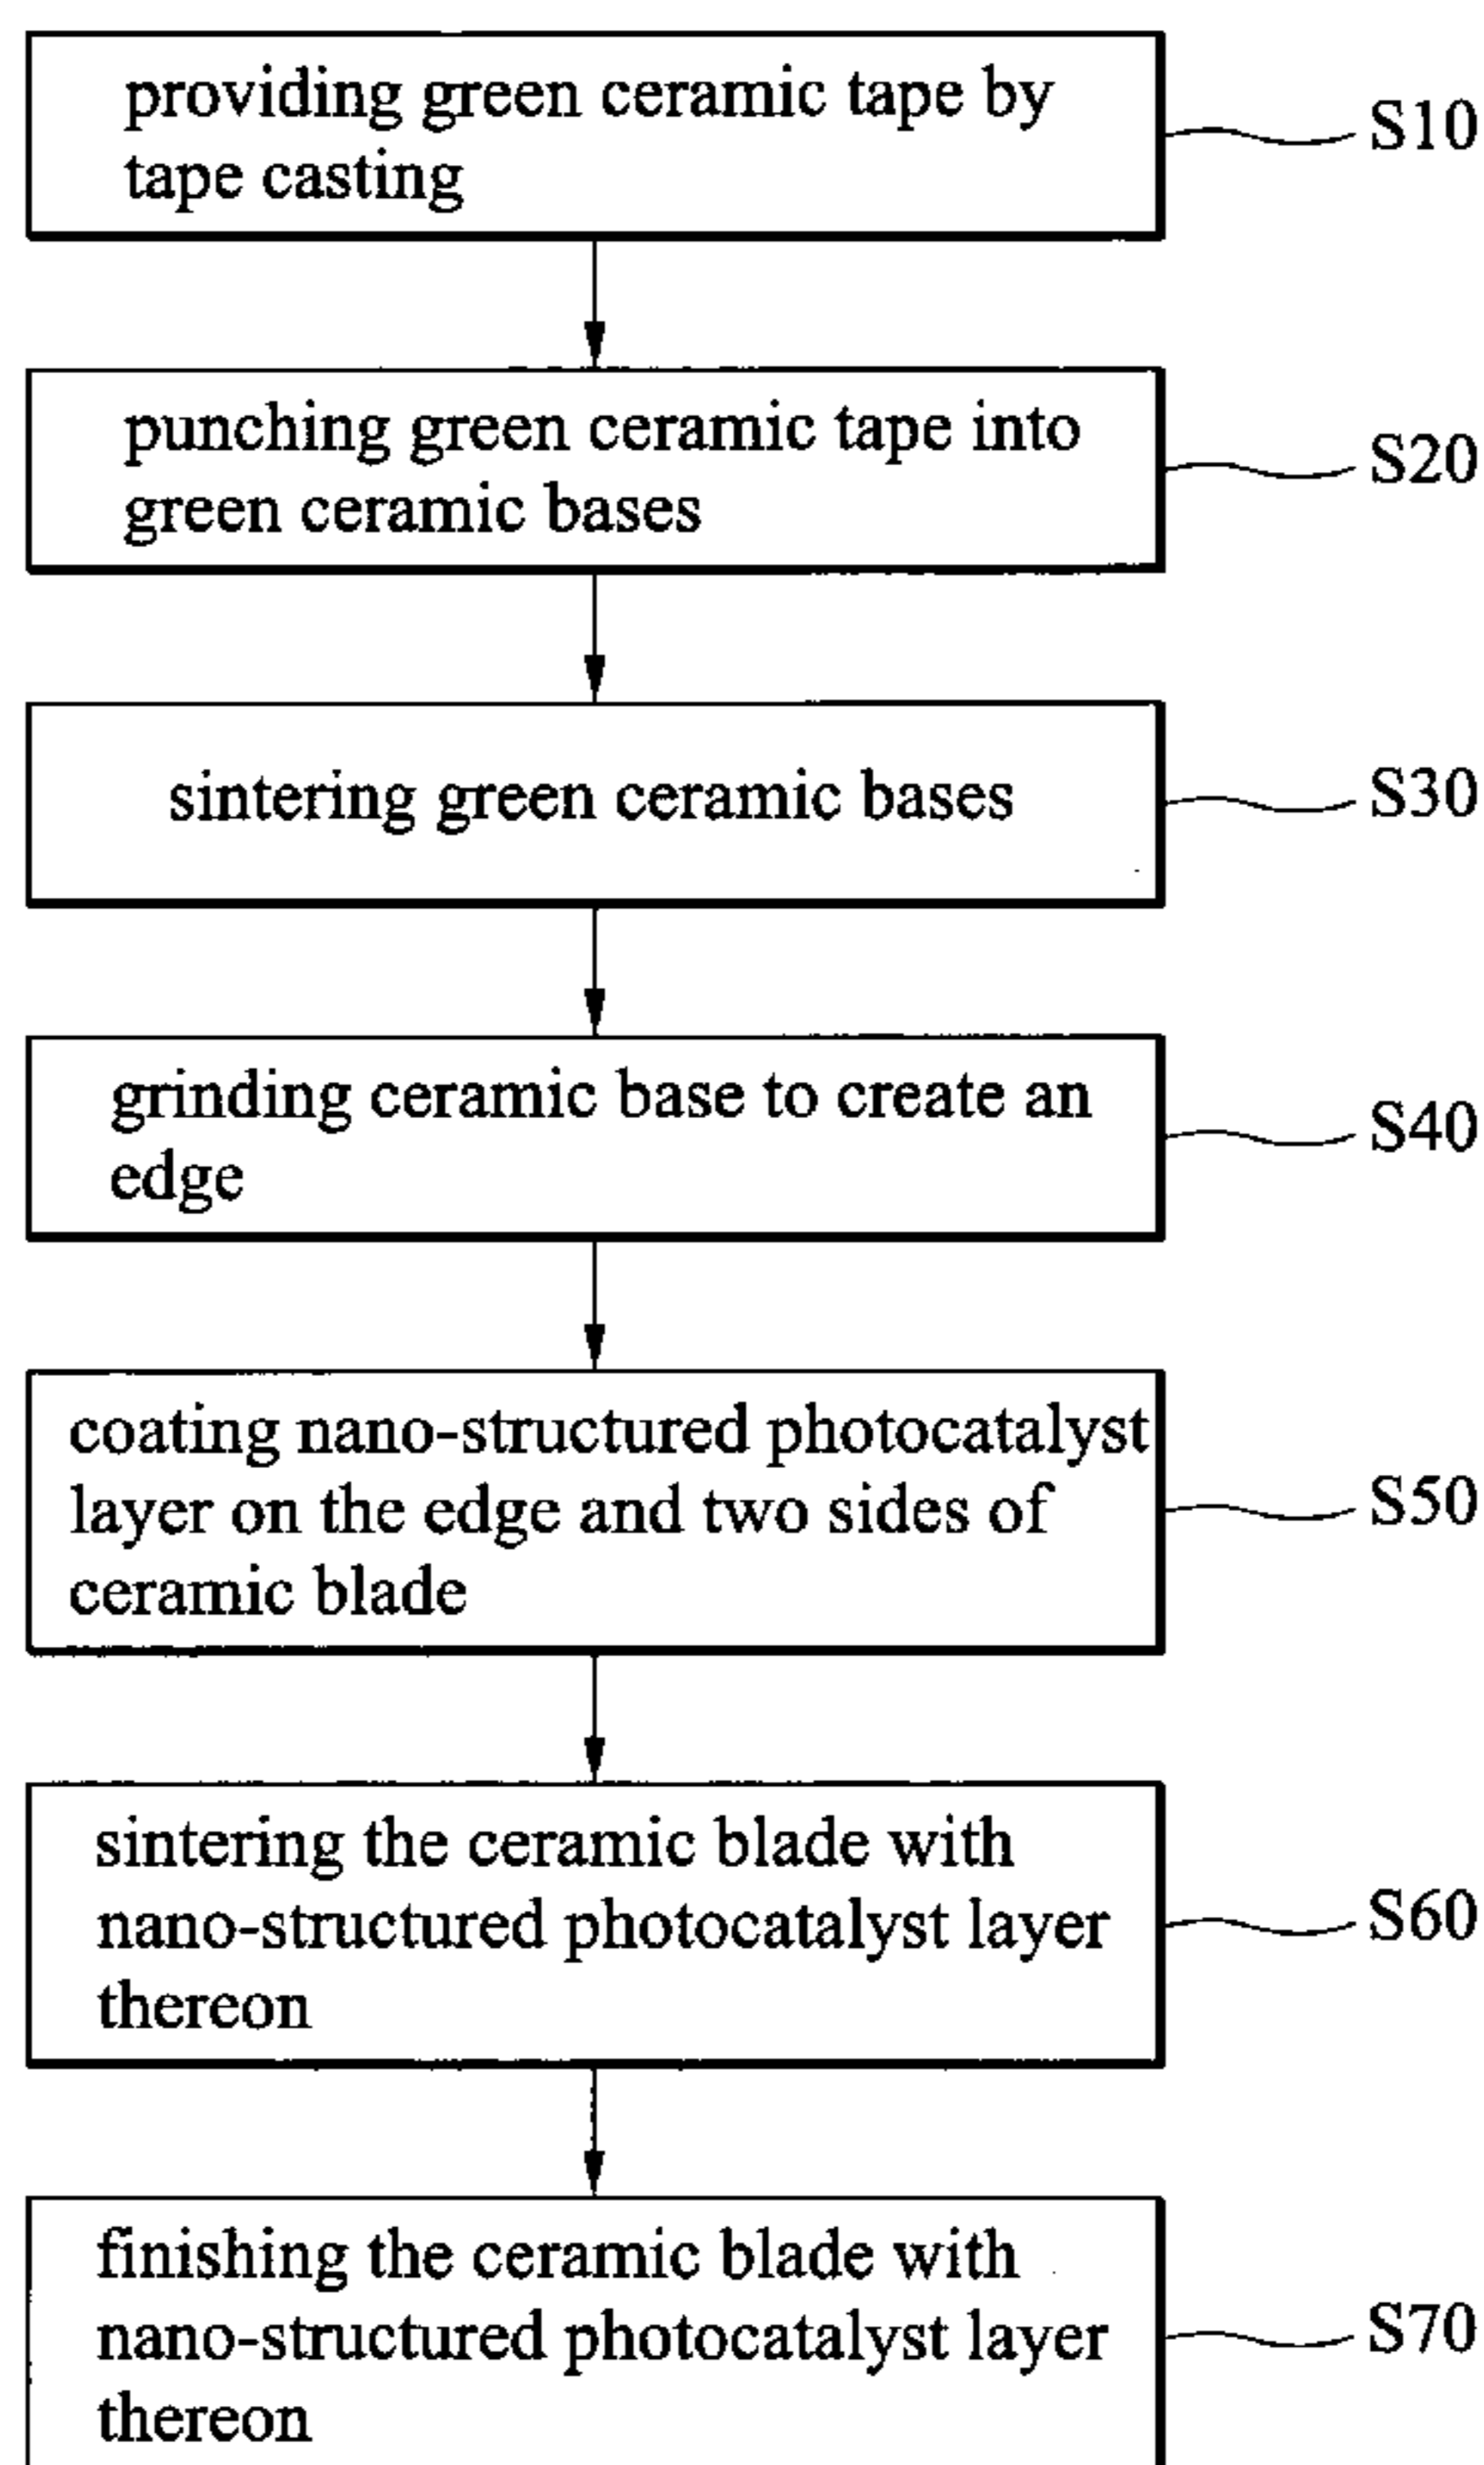 providing green ceramic tape by
tape casting
S10
punching green ceramic tape into
green ceramic bases
S20
sintering green ceramic bases
S30
grinding ceramic base to create an
edge
S40
coating nano-structured photocatalyst
layer on the edge and two sides of
ceramic blade
S50
sintering the ceramic blade with
nano-structured photocatalyst layer
thereon
S60
finishing the ceramic blade with
nano-structured photocatalyst layer
thereon
S70